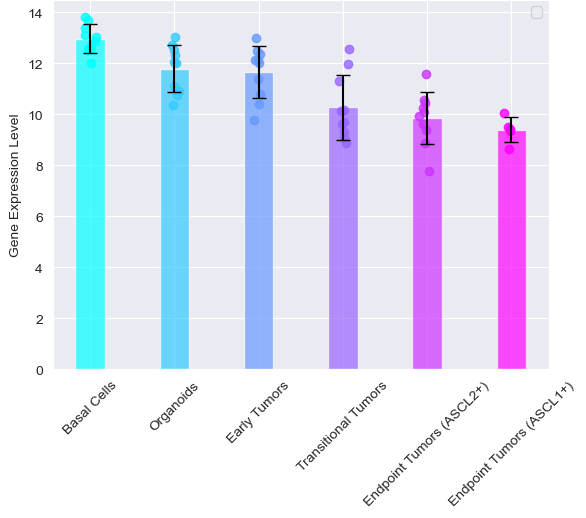 Gene Expression Level
14
12
10
8
6
4
2
0
Basal Cells
Organoids
Early Tumors
Transitional Tumors
Endpoint Tumors (ASCL2+)
Endpoint Tumors (ASCL1+)